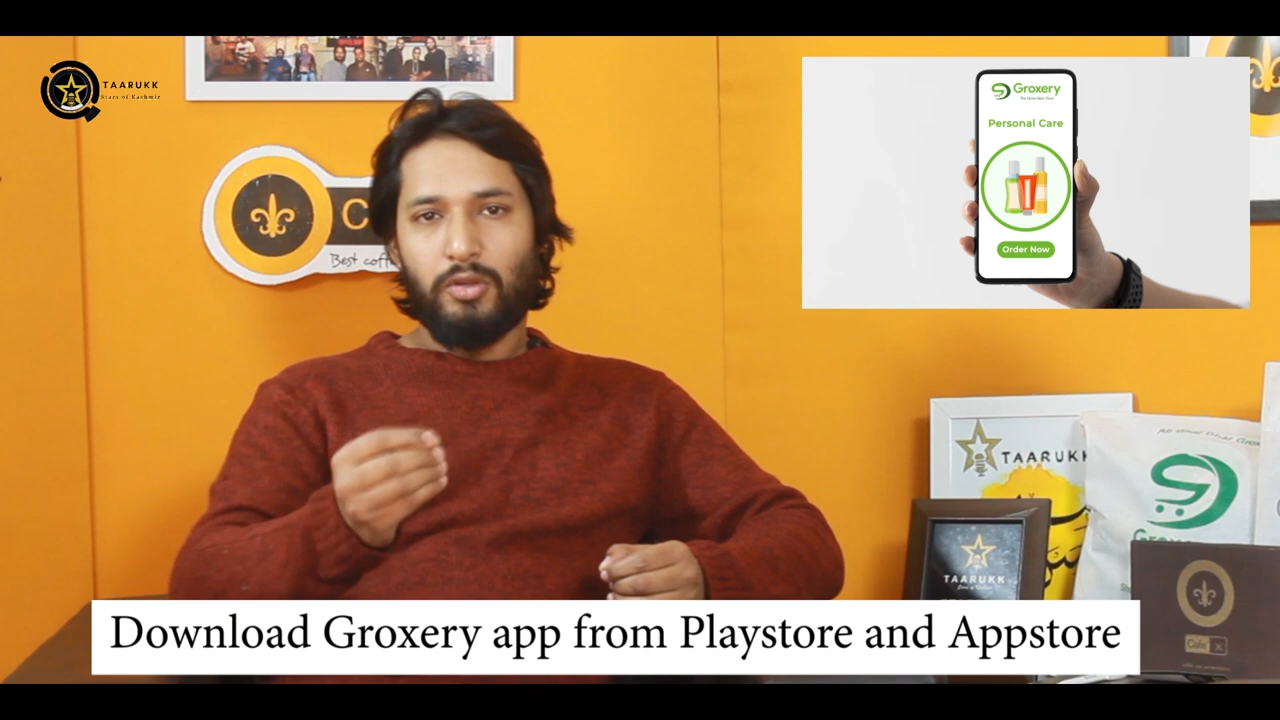 TAARUKK
Stars of Kashmir
C
Best coff
Groxery
Personal Care
Order Now
TAARUKK
TAARUKK
Cafe X
Download Groxery app from Playstore and Appstore